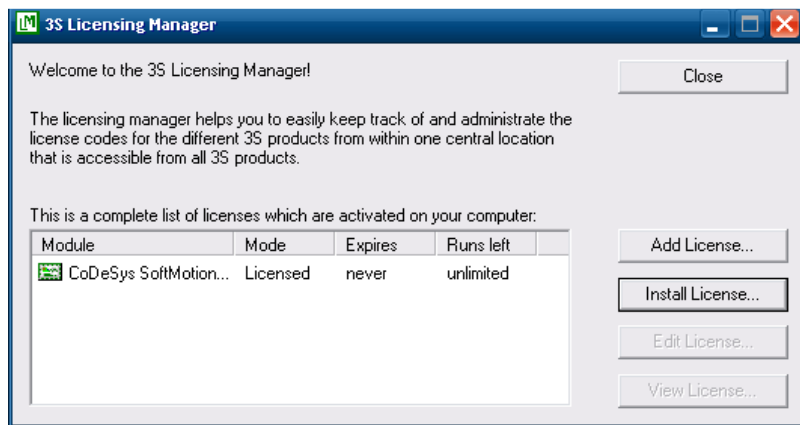 3S Licensing Manager
Welcome to the 3S Licensing Manager!
Close
The licensing manager helps you to easily keep track of and administrate the
license codes for the different 3S products from within one central location
that is accessible from all 3S products.
This is a complete list of licenses which are activated on your computer:
Module Mode Expires Runs left
CoDeSys SoftMotion... Licensed never unlimited
Add License...
Install License...
Edit License...
View License...